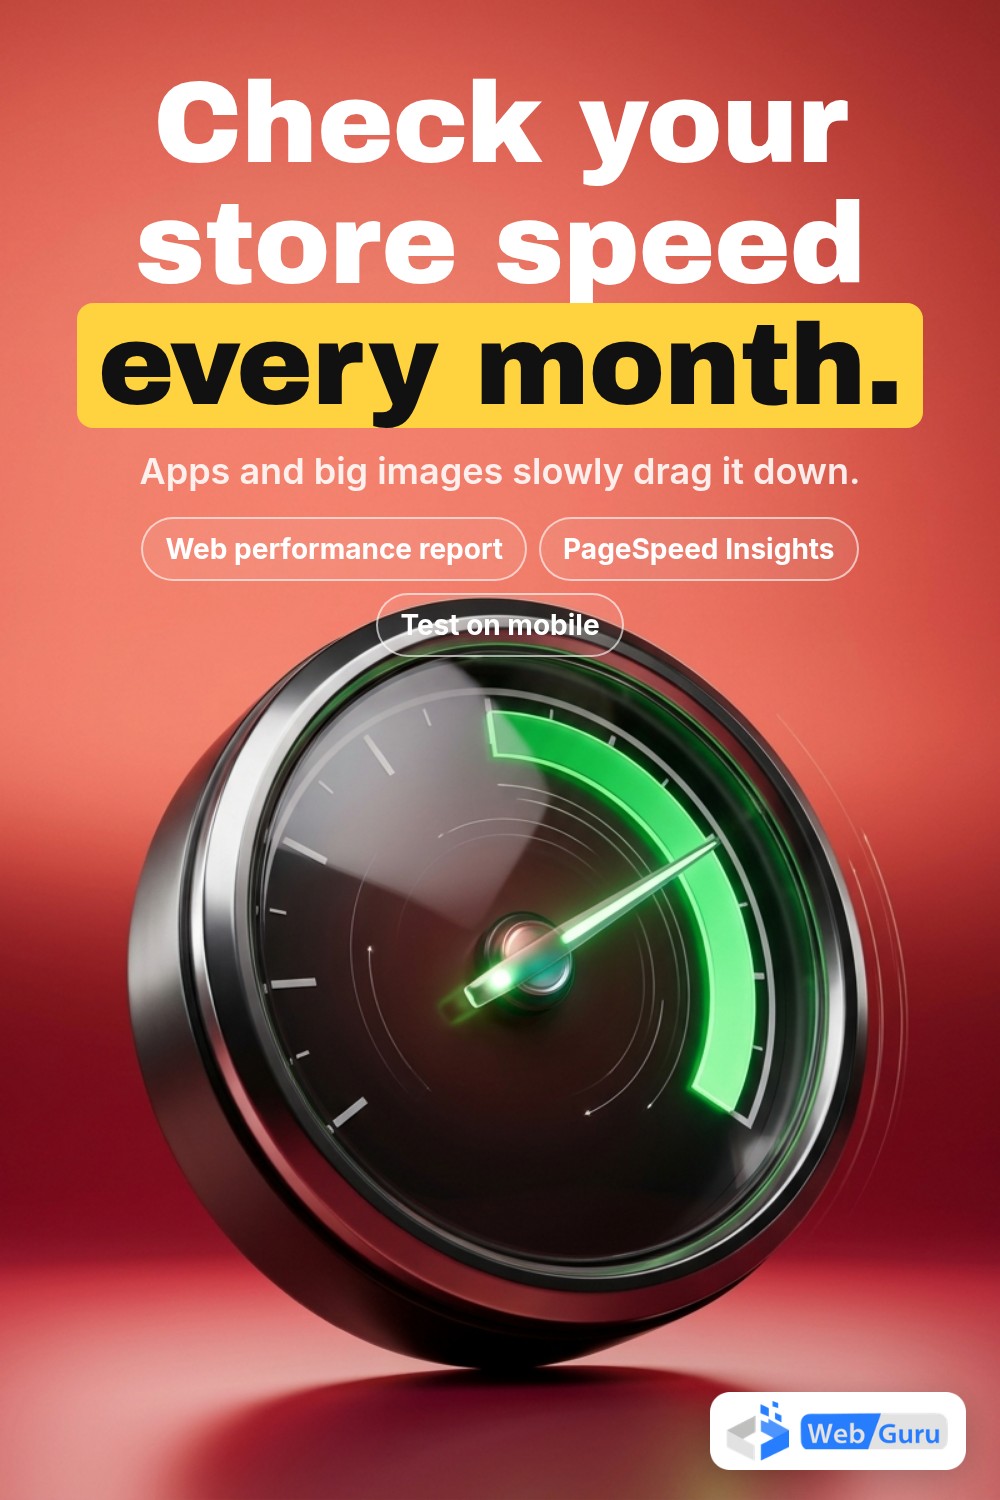 Check your
store speed
every month.
Apps and big images slowly drag it down.
Web performance report
PageSpeed Insights
Test on mobile
Web Guru